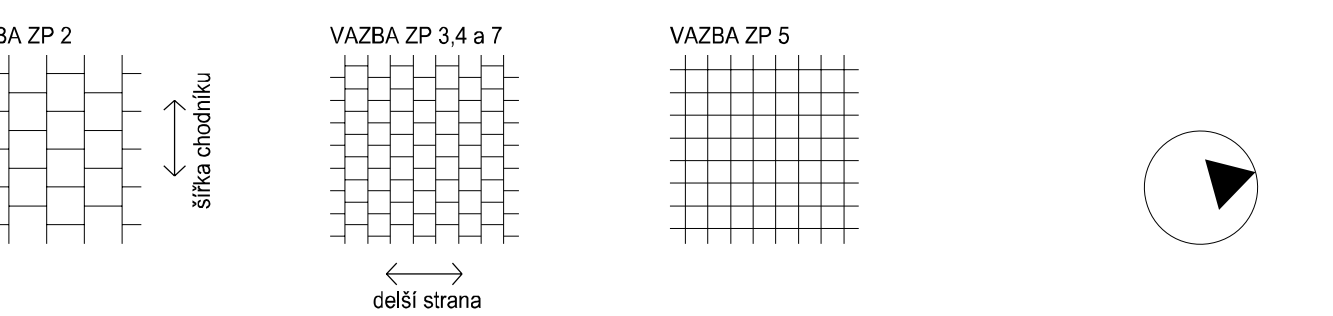 BA ZP 2
šířka chodníku
VAZBA ZP 3,4 a 7
delší strana
VAZBA ZP 5